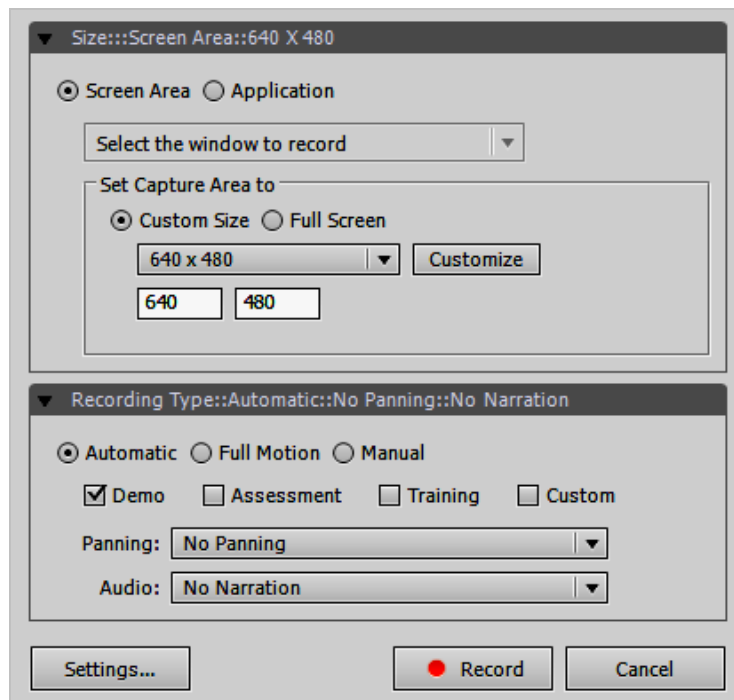 Size:::Screen Area::640 X 480
Screen Area Application
Select the window to record
Set Capture Area to
Custom Size Full Screen
640 x 480 Customize
640 480
Recording Type::Automatic::No Panning::No Narration
Automatic Full Motion Manual
Demo Assessment Training Custom
Panning: No Panning
Audio: No Narration
Settings... Record Cancel